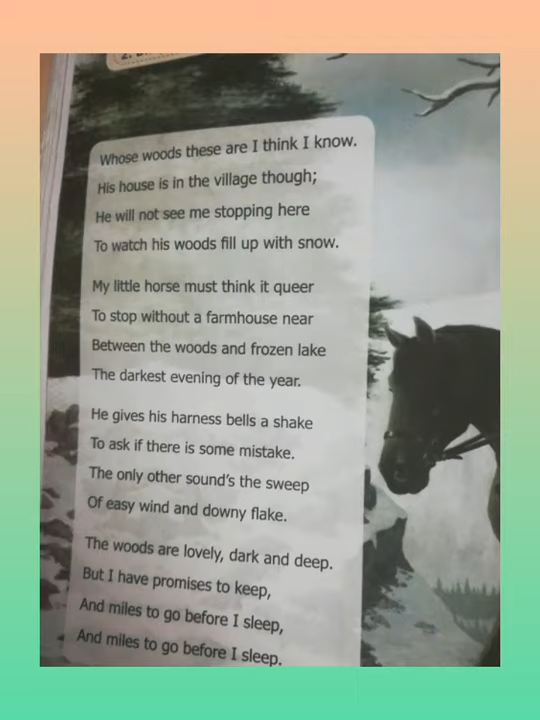 Whose woods these are I think I know.
His house is in the village though;
He will not see me stopping here
To watch his woods fill up with snow.
My little horse must think it queer
To stop without a farmhouse near
Between the woods and frozen lake
The darkest evening of the year.
He gives his harness bells a shake
To ask if there is some mistake.
The only other sound's the sweep
Of easy wind and downy flake.
The woods are lovely, dark and deep.
But I have promises to keep,
And miles to go before I sleep,
And miles to go before I sleep.